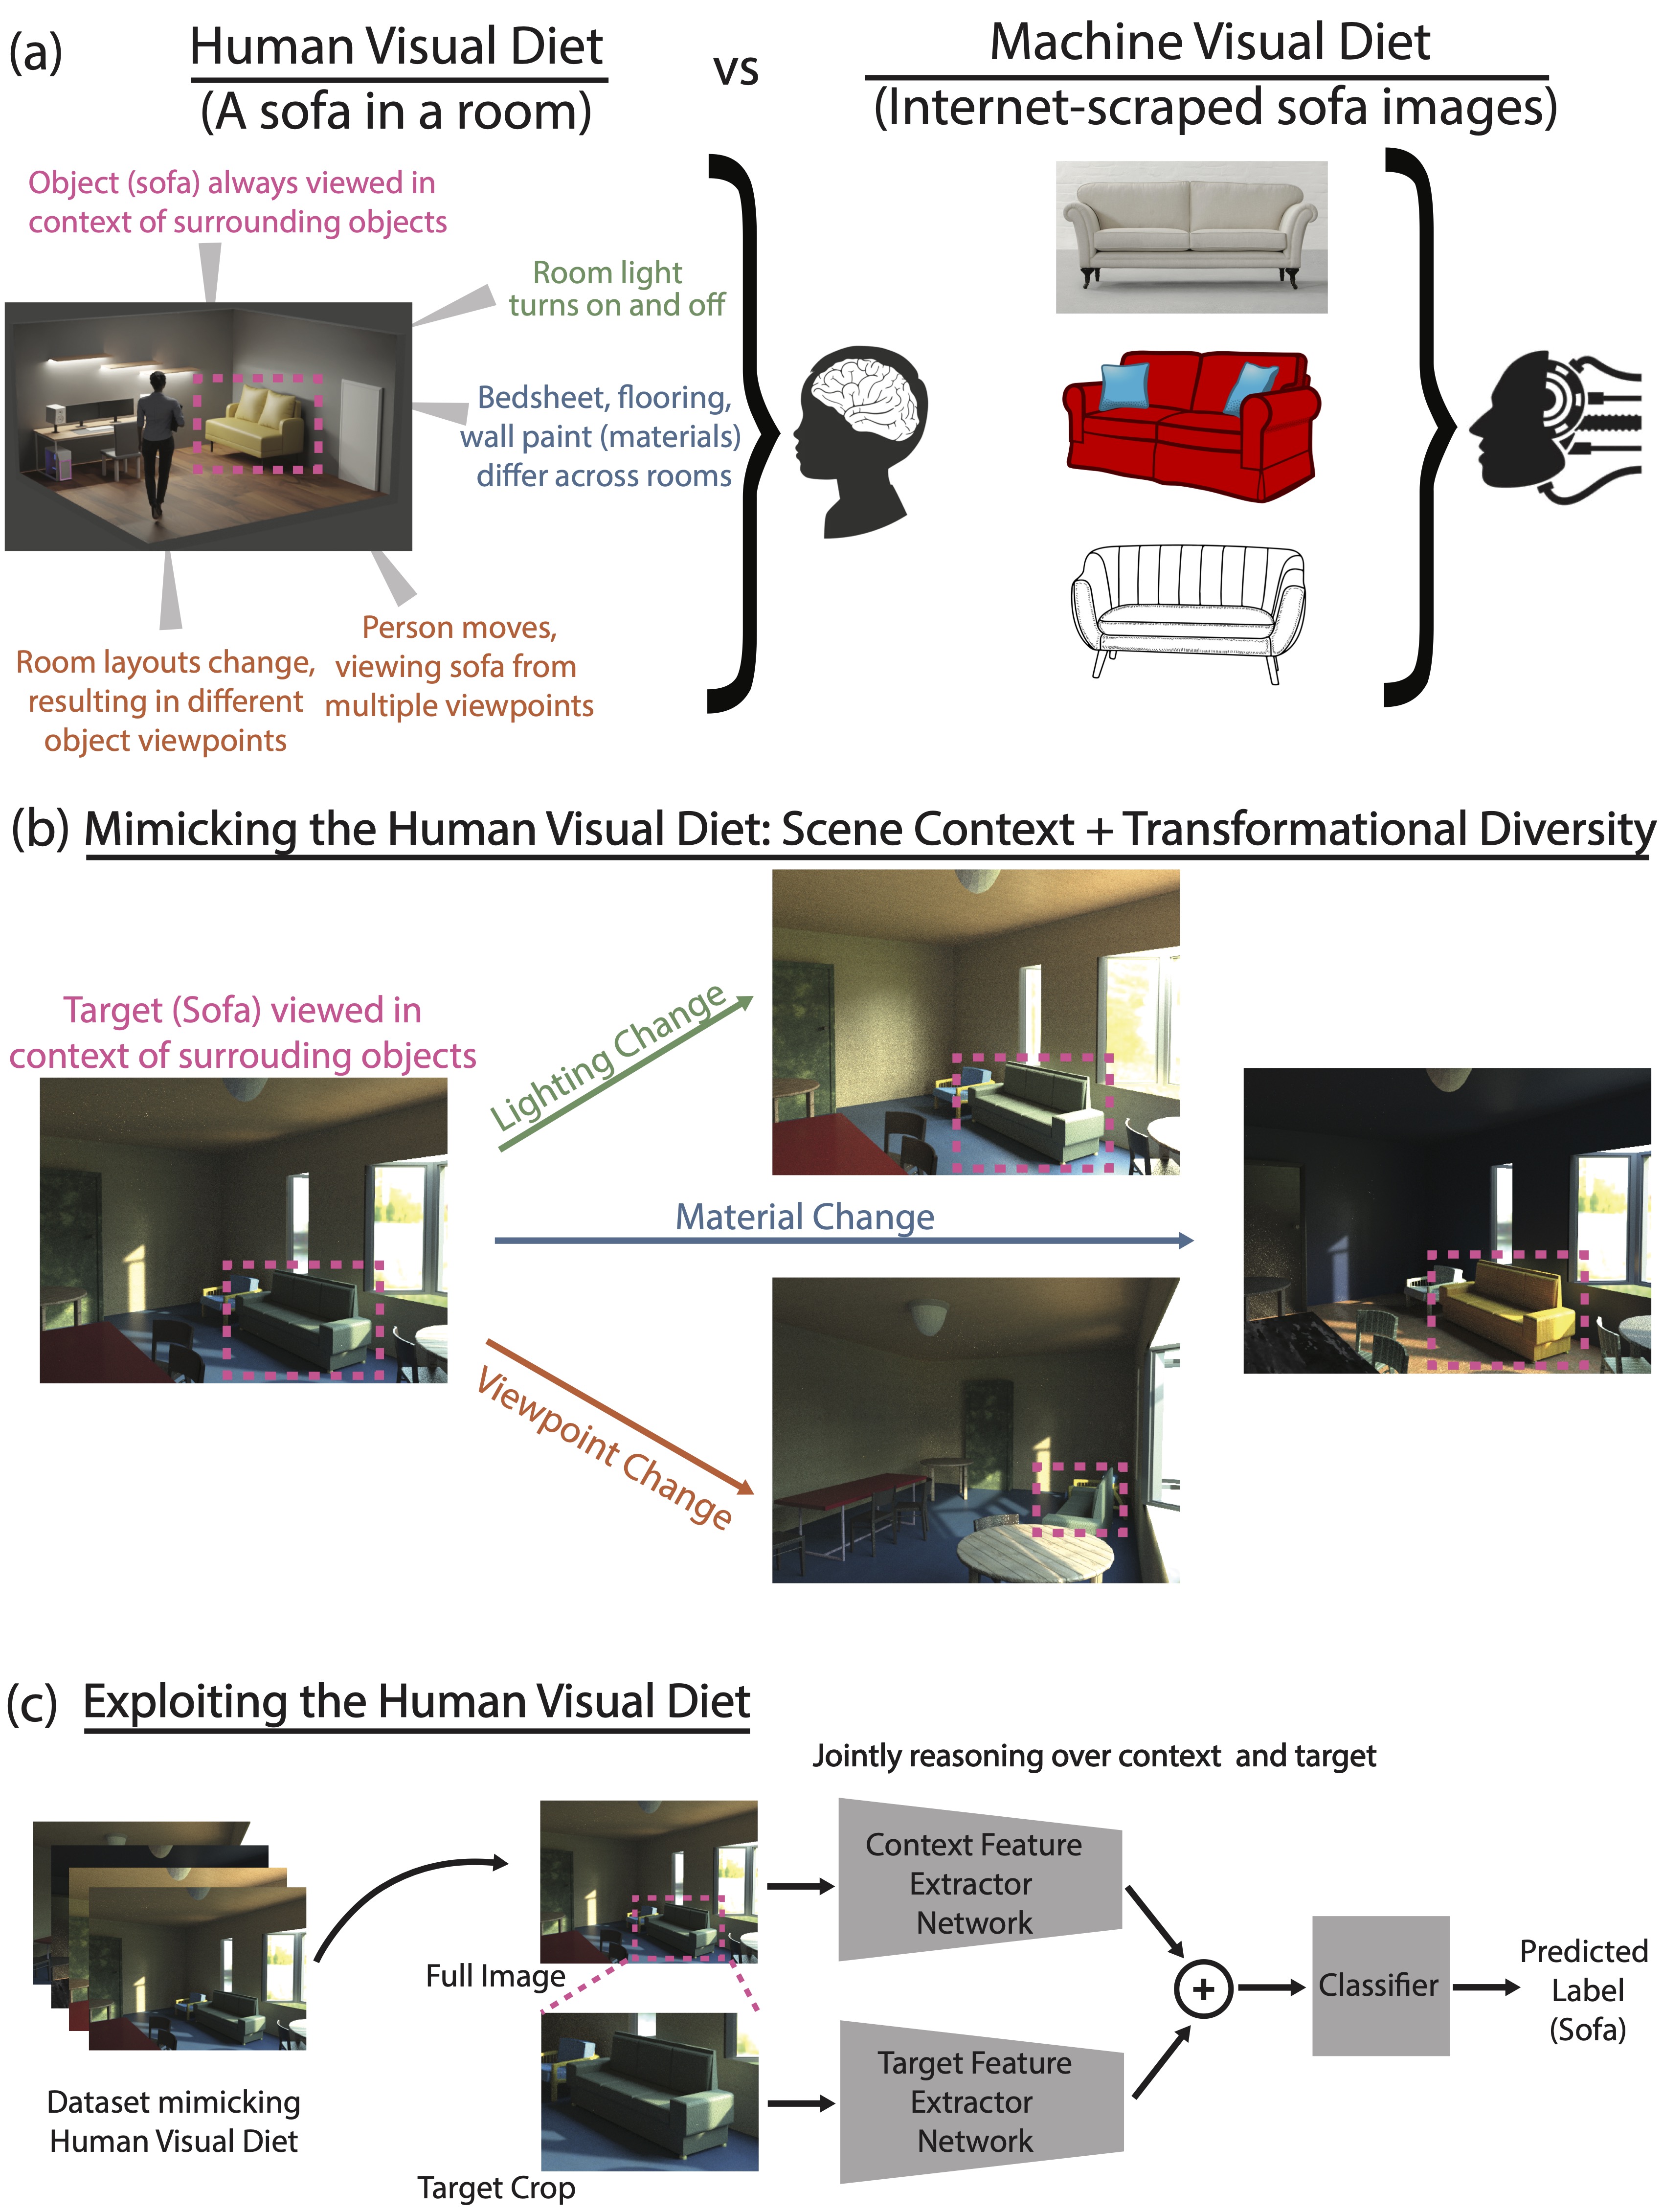 (a)
Human Visual Diet
(A sofa in a room)
vs
Machine Visual Diet
(Internet-scraped sofa images)
Object (sofa) always viewed in
context of surrounding objects
Room light
turns on and off
Bedsheet, flooring,
wall paint (materials)
differ across rooms
Person moves,
viewing sofa from
multiple viewpoints
Room layouts change,
resulting in different
object viewpoints
(b) Mimicking the Human Visual Diet: Scene Context + Transformational Diversity
Target (Sofa) viewed in
context of surrouding objects
Lighting Change
Material Change
Viewpoint Change
(c) Exploiting the Human Visual Diet
Jointly reasoning over context and target
Dataset mimicking
Human Visual Diet
Full Image
Target Crop
Context Feature
Extractor
Network
Target Feature
Extractor
Network
+
Classifier
Predicted
Label
(Sofa)